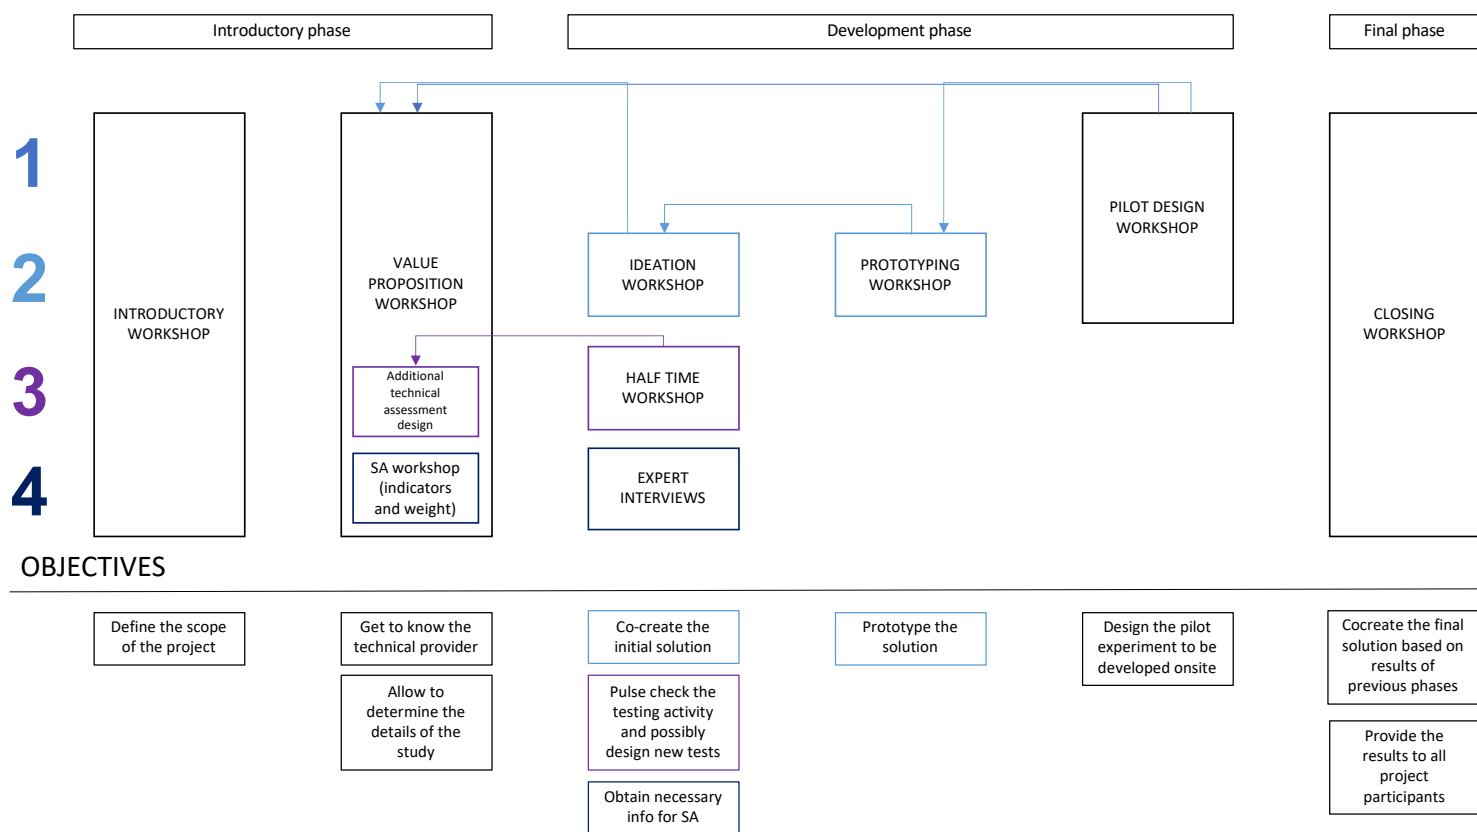 Introductory phase
Development phase
Final phase
1
2
3
4
INTRODUCTORY
WORKSHOP
VALUE
PROPOSITION
WORKSHOP
Additional
technical
assessment
design
SA workshop
(indicators
and weight)
IDEATION
WORKSHOP
HALF TIME
WORKSHOP
EXPERT
INTERVIEWS
PROTOTYPING
WORKSHOP
PILOT DESIGN
WORKSHOP
CLOSING
WORKSHOP
OBJECTIVES
Define the scope
of the project
Get to know the
technical provider
Allow to
determine the
details of the
study
Co-create the
initial solution
Pulse check the
testing activity
and possibly
design new tests
Obtain necessary
info for SA
Prototype the
solution
Design the pilot
experiment to be
developed onsite
Cocreate the final
solution based on
results of
previous phases
Provide the
results to all
project
participants